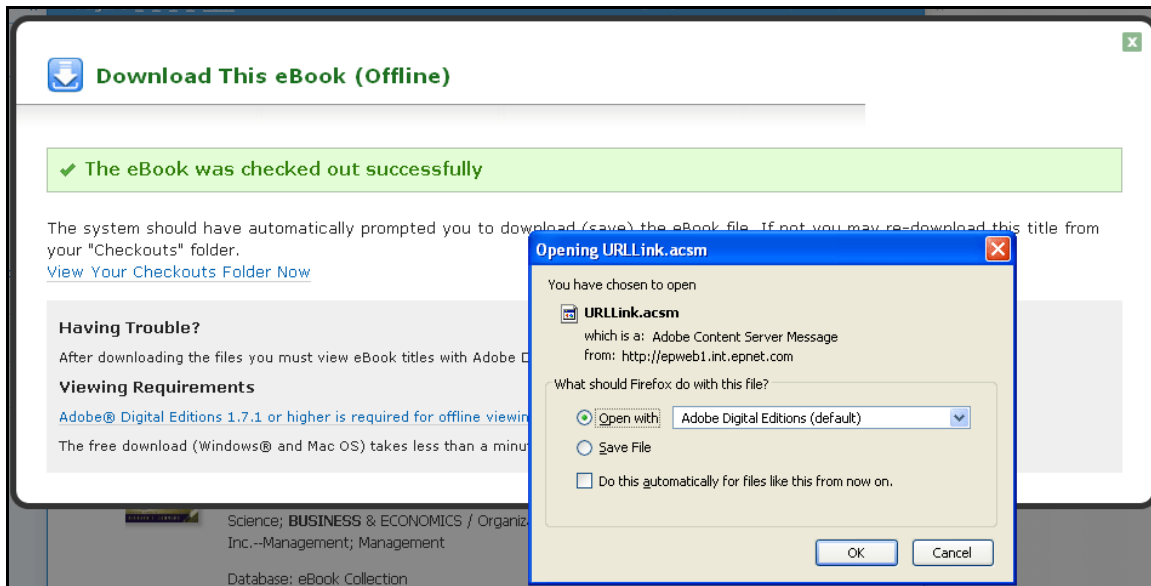 Download This eBook (Offline)
x
The eBook was checked out successfully
The system should have automatically prompted you to download (save) the eBook file. If not you may re-download this title from
your "Checkouts" folder.
View Your Checkouts Folder Now
Having Trouble?
After downloading the files you must view eBook titles with Adobe
Viewing Requirements
Adobe® Digital Editions 1.7.1 or higher is required for offline
The free download (Windows® and Mac OS) takes less than a
Opening URLLink.acsm
You have chosen to open
URLLink.acsm
which is a: Adobe Content Server Message
from: http://epweb1.int.epnet.com
What should Firefox do with this file?
Open with
Adobe Digital Editions (default)
Save File
Do this automatically for files like this from now on.
OK
Cancel
Science; BUSINESS & ECONOMICS /
Inc.--Management; Management
Database: eBook Collection